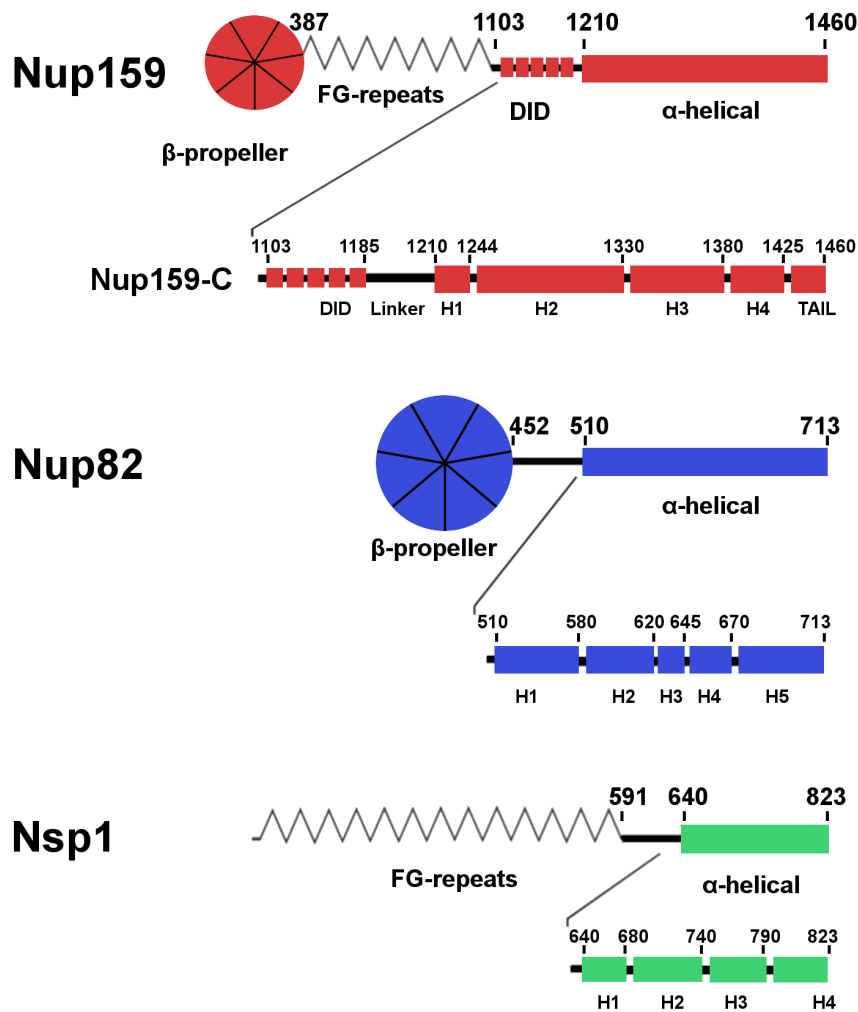 387 1103 1210 1460
Nup159
FG-repeats
DID α-helical
β-propeller
1103 1185 1210 1244 1330 1380 1425 1460
Nup159-C
DID Linker H1 H2 H3 H4 TAIL
452 510 713
Nup82
α-helical
β-propeller
510 580 620 645 670 713
H1 H2 H3 H4 H5
591 640 823
Nsp1
FG-repeats α-helical
640 680 740 790 823
H1 H2 H3 H4